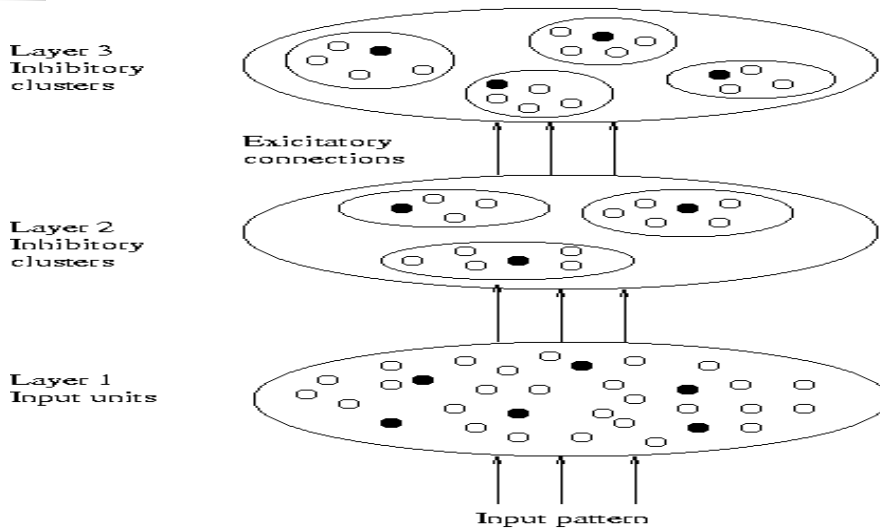 Layer 3
Inhibitory
clusters
Exicitatory
connections
Layer 2
Inhibitory
clusters
Layer 1
Input units
Input pattern